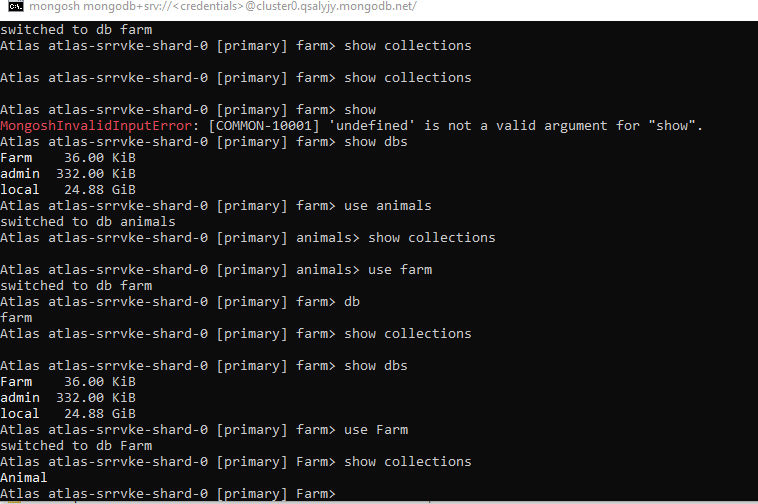 mongosh mongodb+srv://<credentials>@cluster0.qsalyjy.mongodb.net/
switched to db farm
Atlas atlas-srrvke-shard-0 [primary] farm> show collections
Atlas atlas-srrvke-shard-0 [primary] farm> show collections
Atlas atlas-srrvke-shard-0 [primary] farm> show
MongoshInvalidInputError: [COMMON-10001] 'undefined' is not a valid argument for "show".
Atlas atlas-srrvke-shard-0 [primary] farm> show dbs
Farm    36.00 KiB
admin  332.00 KiB
local   24.88 GiB
Atlas atlas-srrvke-shard-0 [primary] farm> use animals
switched to db animals
Atlas atlas-srrvke-shard-0 [primary] animals> show collections
Atlas atlas-srrvke-shard-0 [primary] animals> use farm
switched to db farm
Atlas atlas-srrvke-shard-0 [primary] farm> db
farm
Atlas atlas-srrvke-shard-0 [primary] farm> show collections
Atlas atlas-srrvke-shard-0 [primary] farm> show dbs
Farm    36.00 KiB
admin  332.00 KiB
local   24.88 GiB
Atlas atlas-srrvke-shard-0 [primary] farm> use Farm
switched to db Farm
Atlas atlas-srrvke-shard-0 [primary] Farm> show collections
Animal
Atlas atlas-srrvke-shard-0 [primary] Farm>